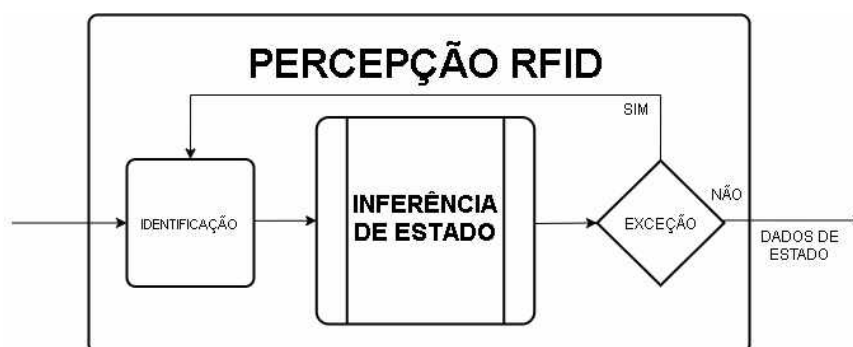 PERCEPÇÃO RFID
SIM
IDENTIFICAÇÃO
INFERÊNCIA
DE ESTADO
EXCEÇÃO
NÃO
DADOS DE
ESTADO